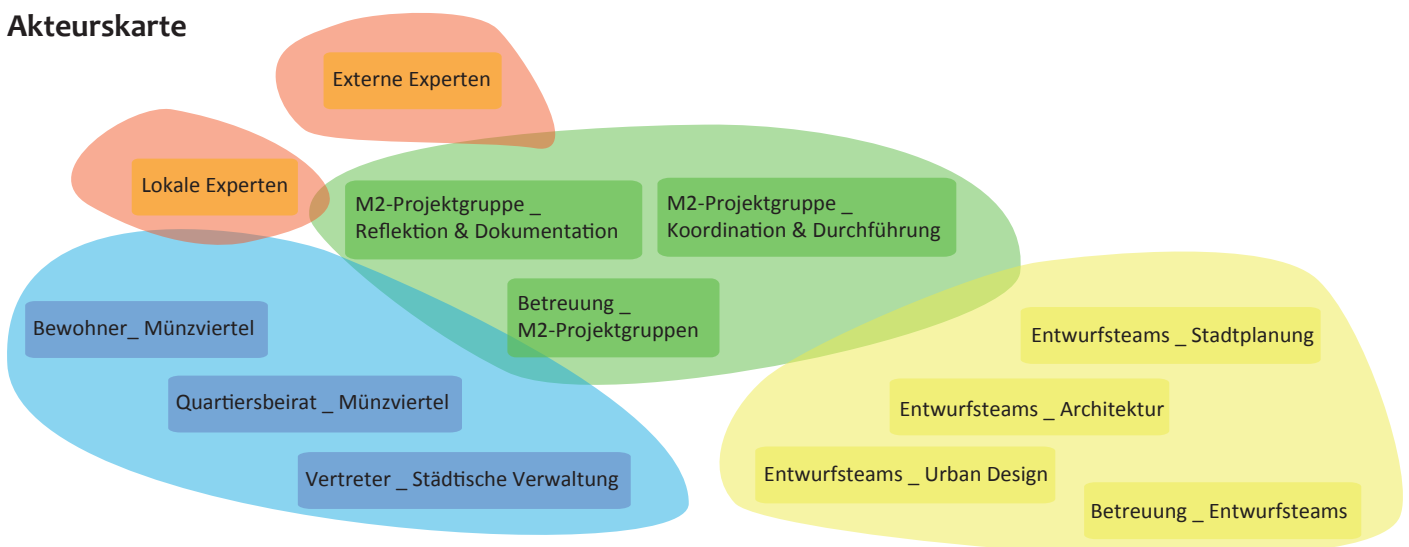 Akteurskarte
Externe Experten
Lokale Experten
M2-Projektgruppe _
Reflektion & Dokumentation
M2-Projektgruppe _
Koordination & Durchführung
Betreuung _
M2-Projektgruppen
Bewohner_ Münzviertel
Quartiersbeirat _ Münzviertel
Vertreter _ Städtische Verwaltung
Entwurfsteams _ Stadtplanung
Entwurfsteams _ Architektur
Entwurfsteams _ Urban Design
Betreuung _ Entwurfsteams